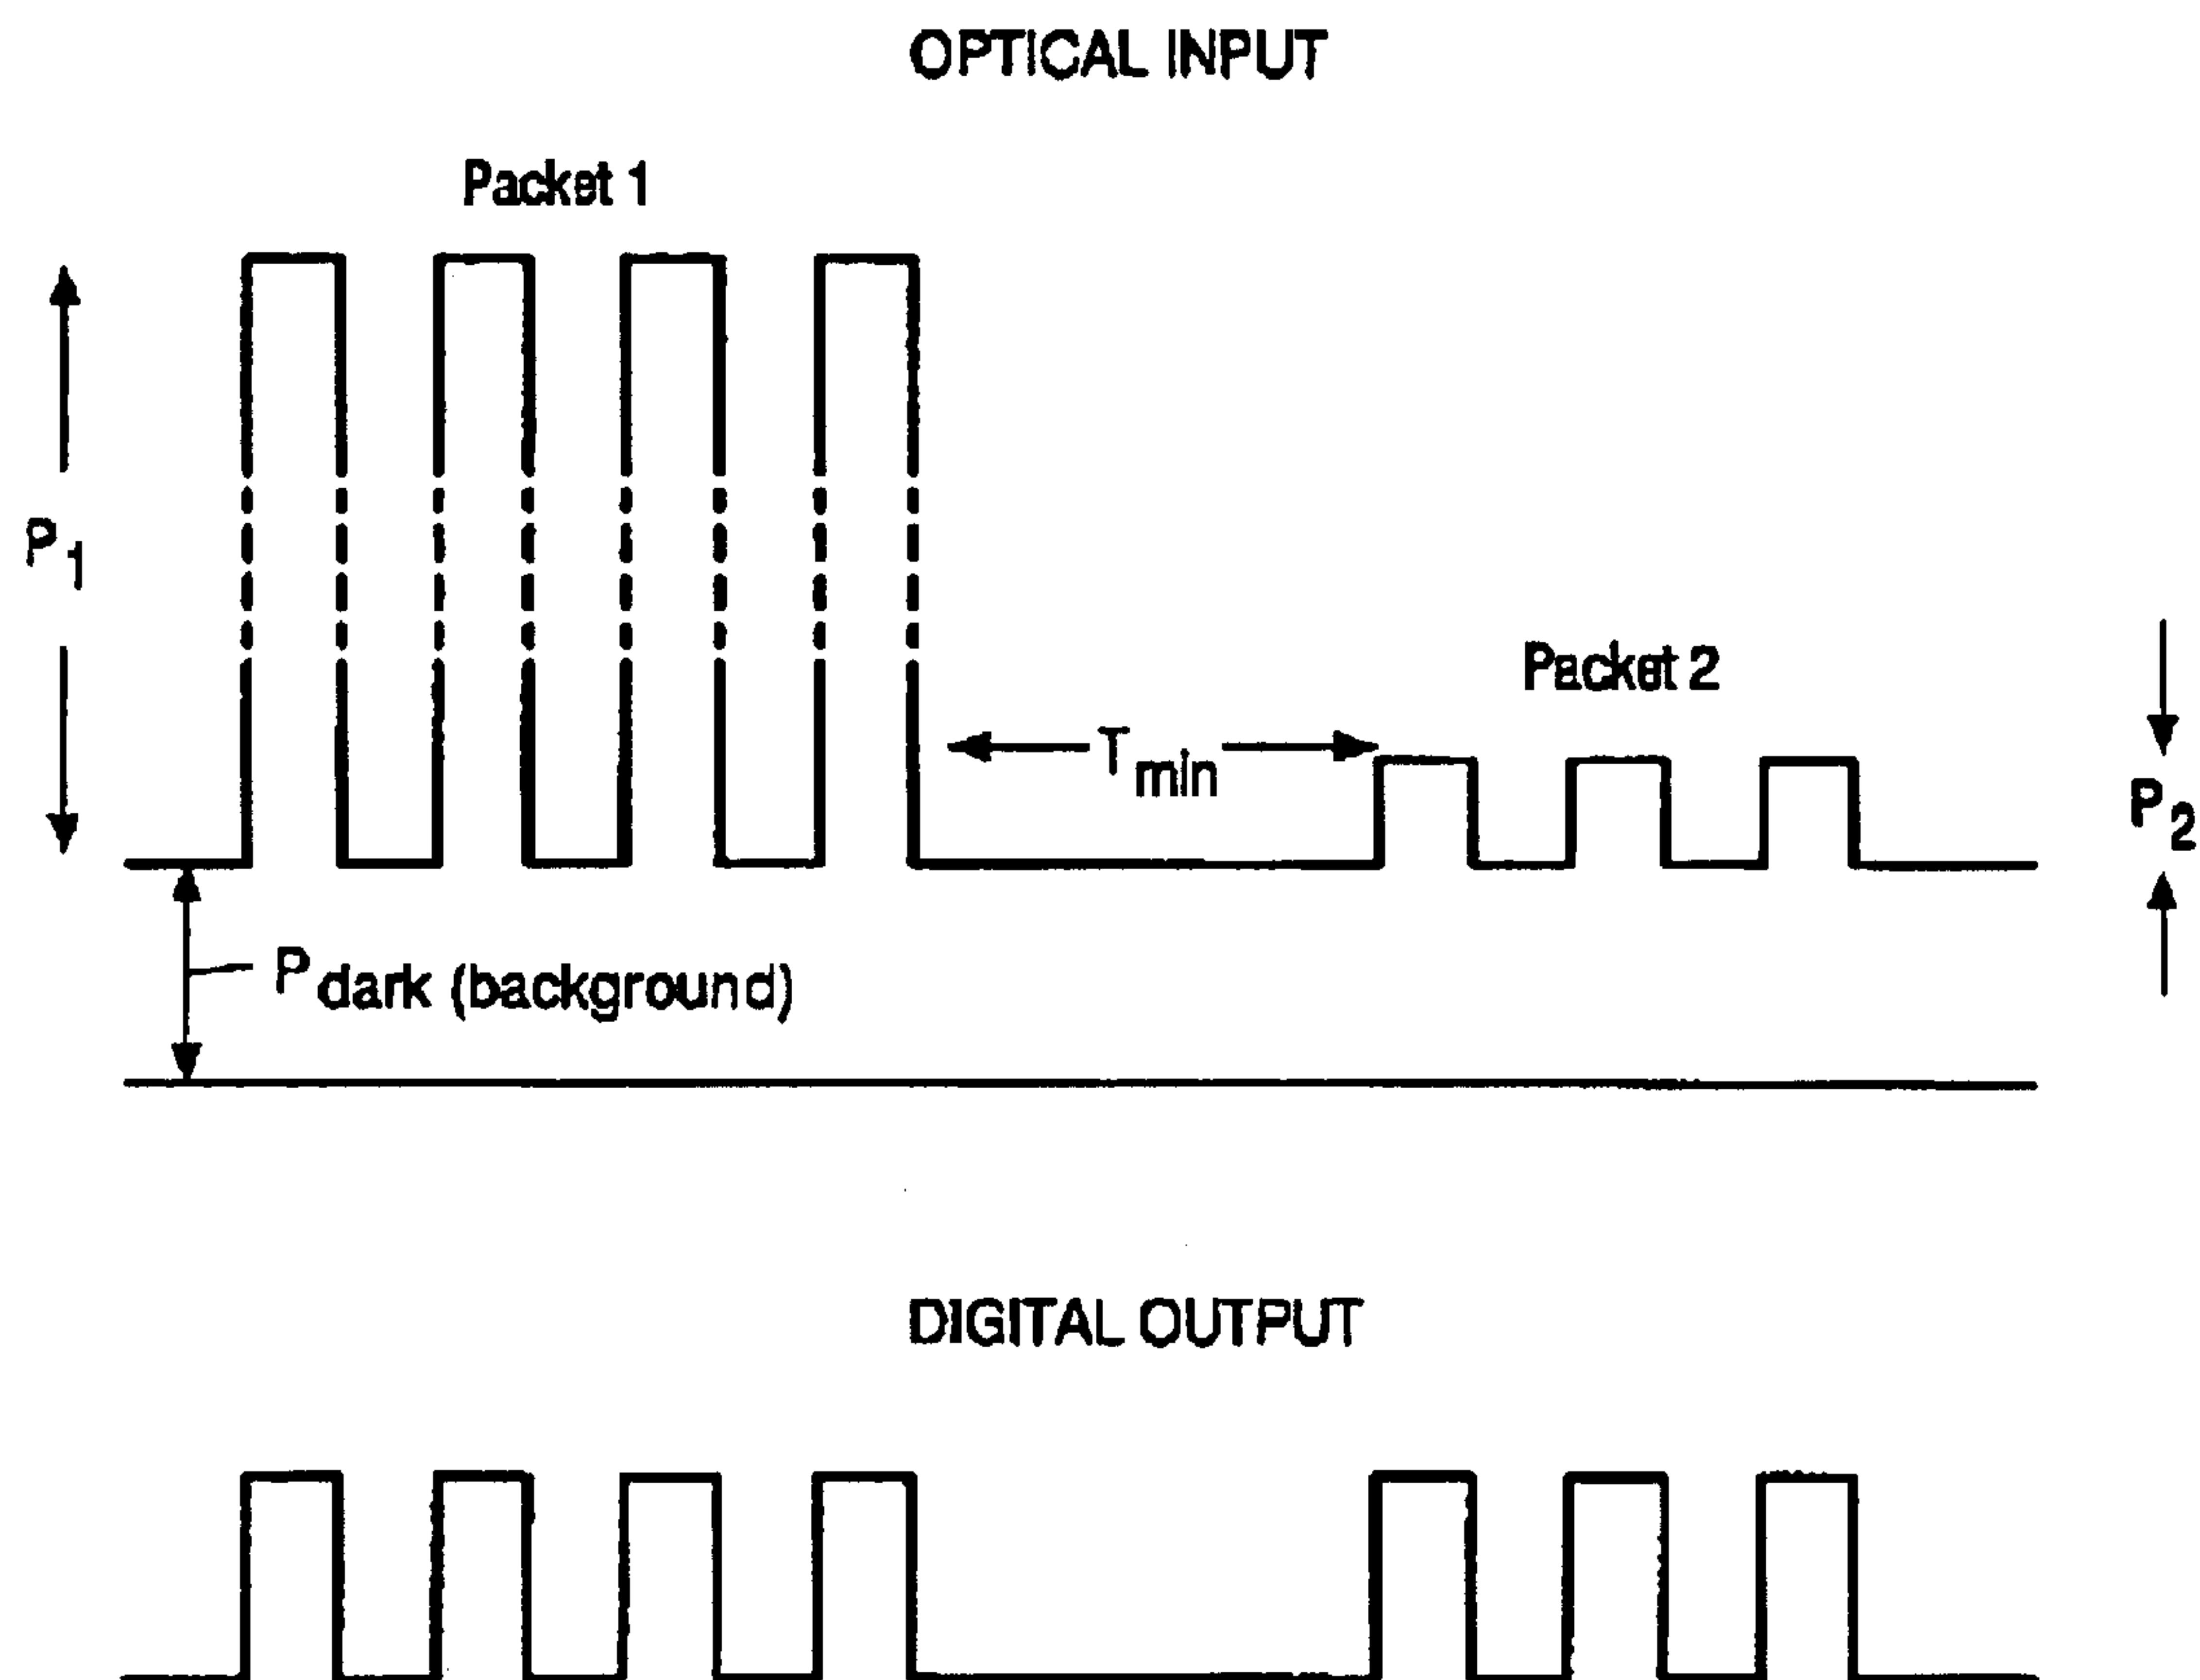 OPTICAL INPUT
Packet 1
P1
Packet 2
Tmin
P2
Pdark (background)
DIGITAL OUTPUT